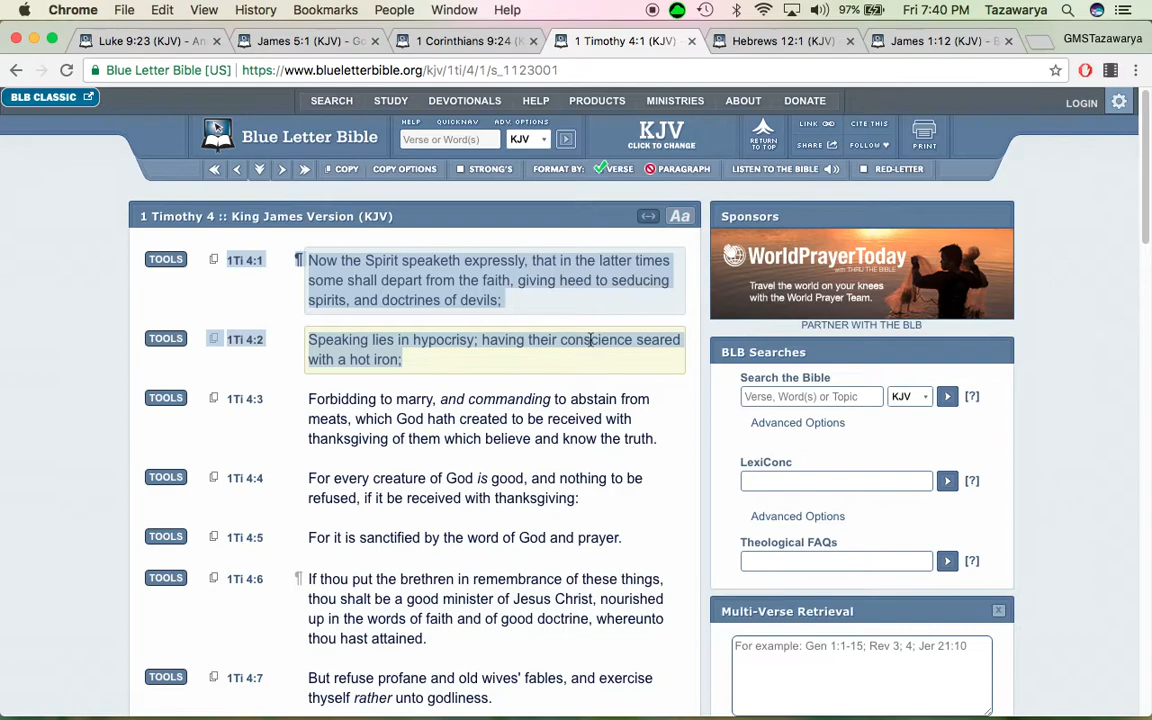 Chrome File Edit View History Bookmarks People Window Help 97% Fri 7:40 PM Tazawarya
Luke 9:23 (KJV) - An
James 5:1 (KJV) - Go
1 Corinthians 9:24 (KJV)
1 Timothy 4:1 (KJV) -
Hebrews 12:1 (KJV) -
James 1:12 (KJV) - B
GMSTazawarya
Blue Letter Bible [US] https://www.blueletterbible.org/kjv/1ti/4/1/s_1123001
BLB CLASSIC
SEARCH STUDY DEVOTIONALS HELP PRODUCTS MINISTRIES ABOUT DONATE
LOGIN
Blue Letter Bible
HELP QUICKNAV ADV. OPTIONS
Verse or Word(s) KJV
KJV
CLICK TO CHANGE
RETURN
TO TOP
LINK CITE THIS
SHARE FOLLOW
PRINT
COPY COPY OPTIONS STRONG'S FORMAT BY: VERSE PARAGRAPH LISTEN TO THE BIBLE RED-LETTER
1 Timothy 4 :: King James Version (KJV)
Aa
TOOLS 1Ti 4:1 ¶ Now the Spirit speaketh expressly, that in the latter times
some shall depart from the faith, giving heed to seducing
spirits, and doctrines of devils;
TOOLS 1Ti 4:2 Speaking lies in hypocrisy; having their conscience seared
with a hot iron;
TOOLS 1Ti 4:3 Forbidding to marry, and commanding to abstain from
meats, which God hath created to be received with
thanksgiving of them which believe and know the truth.
TOOLS 1Ti 4:4 For every creature of God is good, and nothing to be
refused, if it be received with thanksgiving:
TOOLS 1Ti 4:5 For it is sanctified by the word of God and prayer.
TOOLS 1Ti 4:6 ¶ If thou put the brethren in remembrance of these things,
thou shalt be a good minister of Jesus Christ, nourished
up in the words of faith and of good doctrine, whereunto
thou hast attained.
TOOLS 1Ti 4:7 But refuse profane and old wives' fables, and exercise
thyself rather unto godliness.
Sponsors
WorldPrayerToday
with THRU the BIBLE
Travel the world on your knees
with the World Prayer Team.
PARTNER WITH THE BLB
BLB Searches
Search the Bible
Verse, Word(s) or Topic KJV [?]
Advanced Options
LexiConc
[?]
Advanced Options
Theological FAQs
[?]
Multi-Verse Retrieval
For example: Gen 1:1-15; Rev 3; 4; Jer 21:10